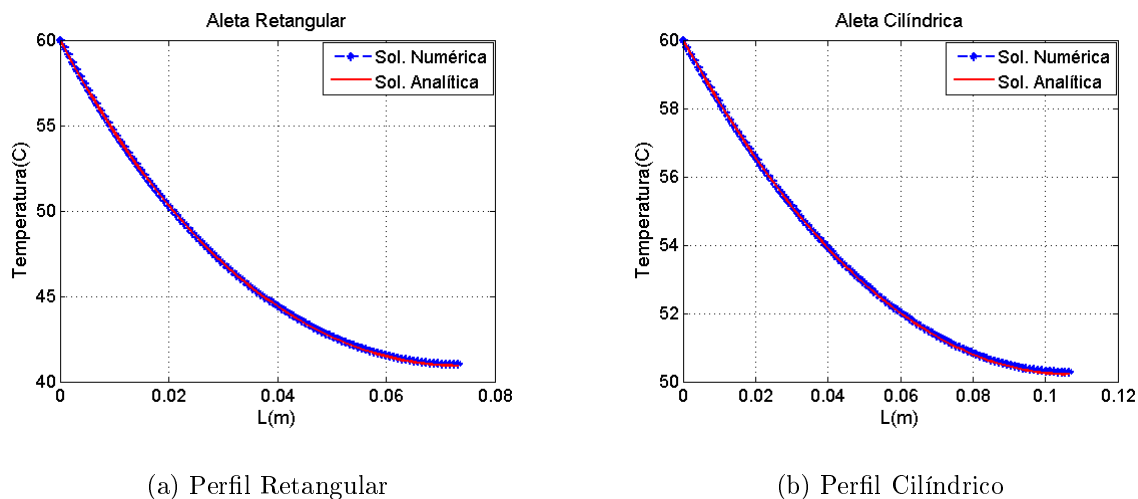 Aleta Retangular
60
55
50
45
40
Temperatura(C)
0
0.02
0.04
0.06
0.08
L(m)
Sol. Numérica
Sol. Analítica
(a) Perfil Retangular
Aleta Cilíndrica
60
58
56
54
52
50
Temperatura(C)
0
0.02
0.04
0.06
0.08
0.1
0.12
L(m)
Sol. Numérica
Sol. Analítica
(b) Perfil Cilíndrico